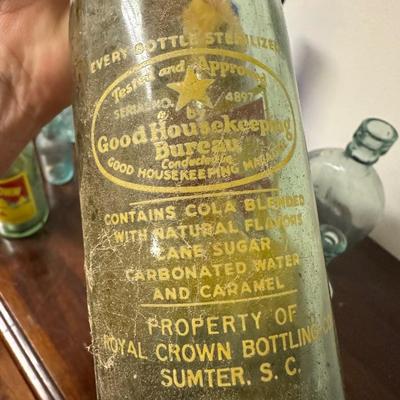 EVERY BOTTLE STERILIZED
Tested and Approved
SERIAL NO. 4897
by
Good Housekeeping
Bureau
Conducted by
GOOD HOUSEKEEPING MAGAZINE
CONTAINS COLA BLENDED
WITH NATURAL FLAVORS
CANE SUGAR
CARBONATED WATER
AND CARAMEL
PROPERTY OF
ROYAL CROWN BOTTLING
SUMTER, S. C.